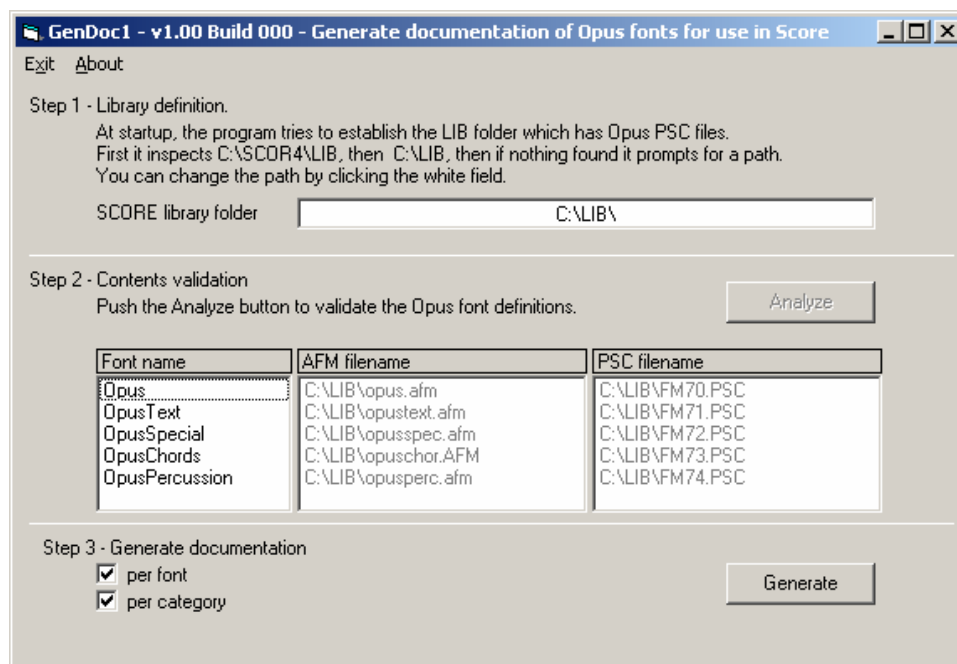 GenDoc1 - v1.00 Build 000 - Generate documentation of Opus fonts for use in Score
Exit About
Step 1 - Library definition.
At startup, the program tries to establish the LIB folder which has Opus PSC files.
First it inspects C:\SCOR4\LIB, then C:\LIB, then if nothing found it prompts for a path.
You can change the path by clicking the white field.
SCORE library folder C:\LIB\
Step 2 - Contents validation
Push the Analyze button to validate the Opus font definitions. Analyze
Font name AFM filename PSC filename
Opus C:\LIB\opus.afm C:\LIB\FM70.PSC
OpusText C:\LIB\opustext.afm C:\LIB\FM71.PSC
OpusSpecial C:\LIB\opusspec.afm C:\LIB\FM72.PSC
OpusChords C:\LIB\opuschor.AFM C:\LIB\FM73.PSC
OpusPercussion C:\LIB\opusperc.afm C:\LIB\FM74.PSC
Step 3 - Generate documentation
per font
per category Generate